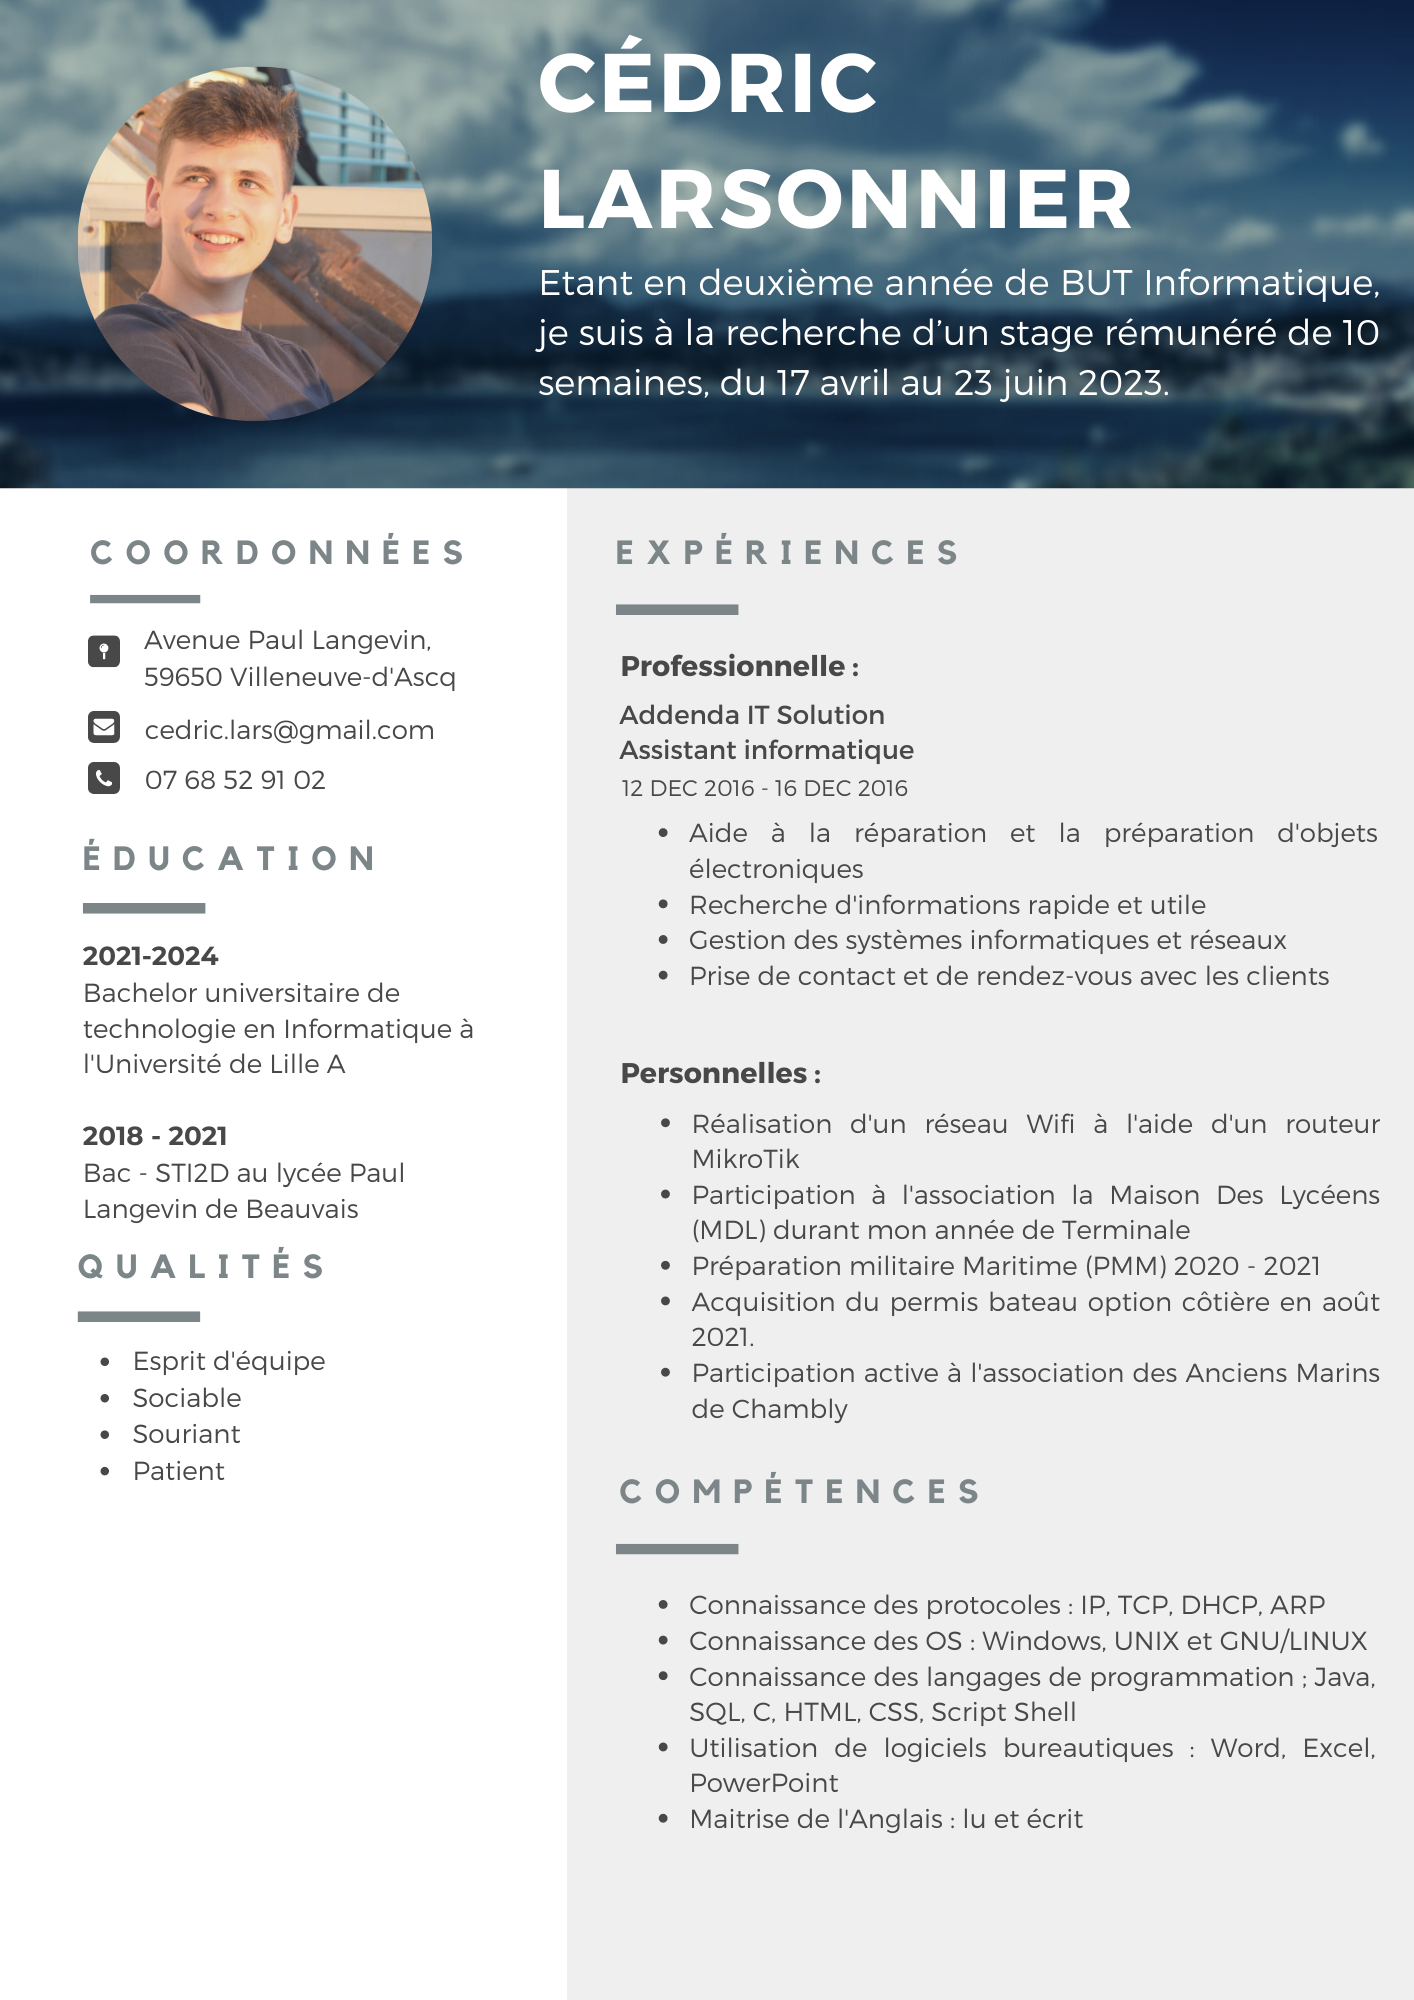 CÉDRIC
LARSONNIER
Etant en deuxième année de BUT Informatique,
je suis à la recherche d’un stage rémunéré de 10
semaines, du 17 avril au 23 juin 2023.
COORDONNÉES
Avenue Paul Langevin,
59650 Villeneuve-d'Ascq
cedric.lars@gmail.com
07 68 52 91 02
ÉDUCATION
2021-2024
Bachelor universitaire de
technologie en Informatique à
l'Université de Lille A
2018 - 2021
Bac - STI2D au lycée Paul
Langevin de Beauvais
QUALITÉS
• Esprit d'équipe
• Sociable
• Souriant
• Patient
EXPÉRIENCES
Professionnelle :
Addenda IT Solution
Assistant informatique
12 DEC 2016 - 16 DEC 2016
• Aide à la réparation et la préparation d'objets
électroniques
• Recherche d'informations rapide et utile
• Gestion des systèmes informatiques et réseaux
• Prise de contact et de rendez-vous avec les clients
Personnelles :
• Réalisation d'un réseau Wifi à l'aide d'un routeur
MikroTik
• Participation à l'association la Maison Des Lycéens
(MDL) durant mon année de Terminale
• Préparation militaire Maritime (PMM) 2020 - 2021
• Acquisition du permis bateau option côtière en août
2021.
• Participation active à l'association des Anciens Marins
de Chambly
COMPÉTENCES
• Connaissance des protocoles : IP, TCP, DHCP, ARP
• Connaissance des OS : Windows, UNIX et GNU/LINUX
• Connaissance des langages de programmation ; Java,
SQL, C, HTML, CSS, Script Shell
• Utilisation de logiciels bureautiques : Word, Excel,
PowerPoint
• Maitrise de l'Anglais : lu et écrit